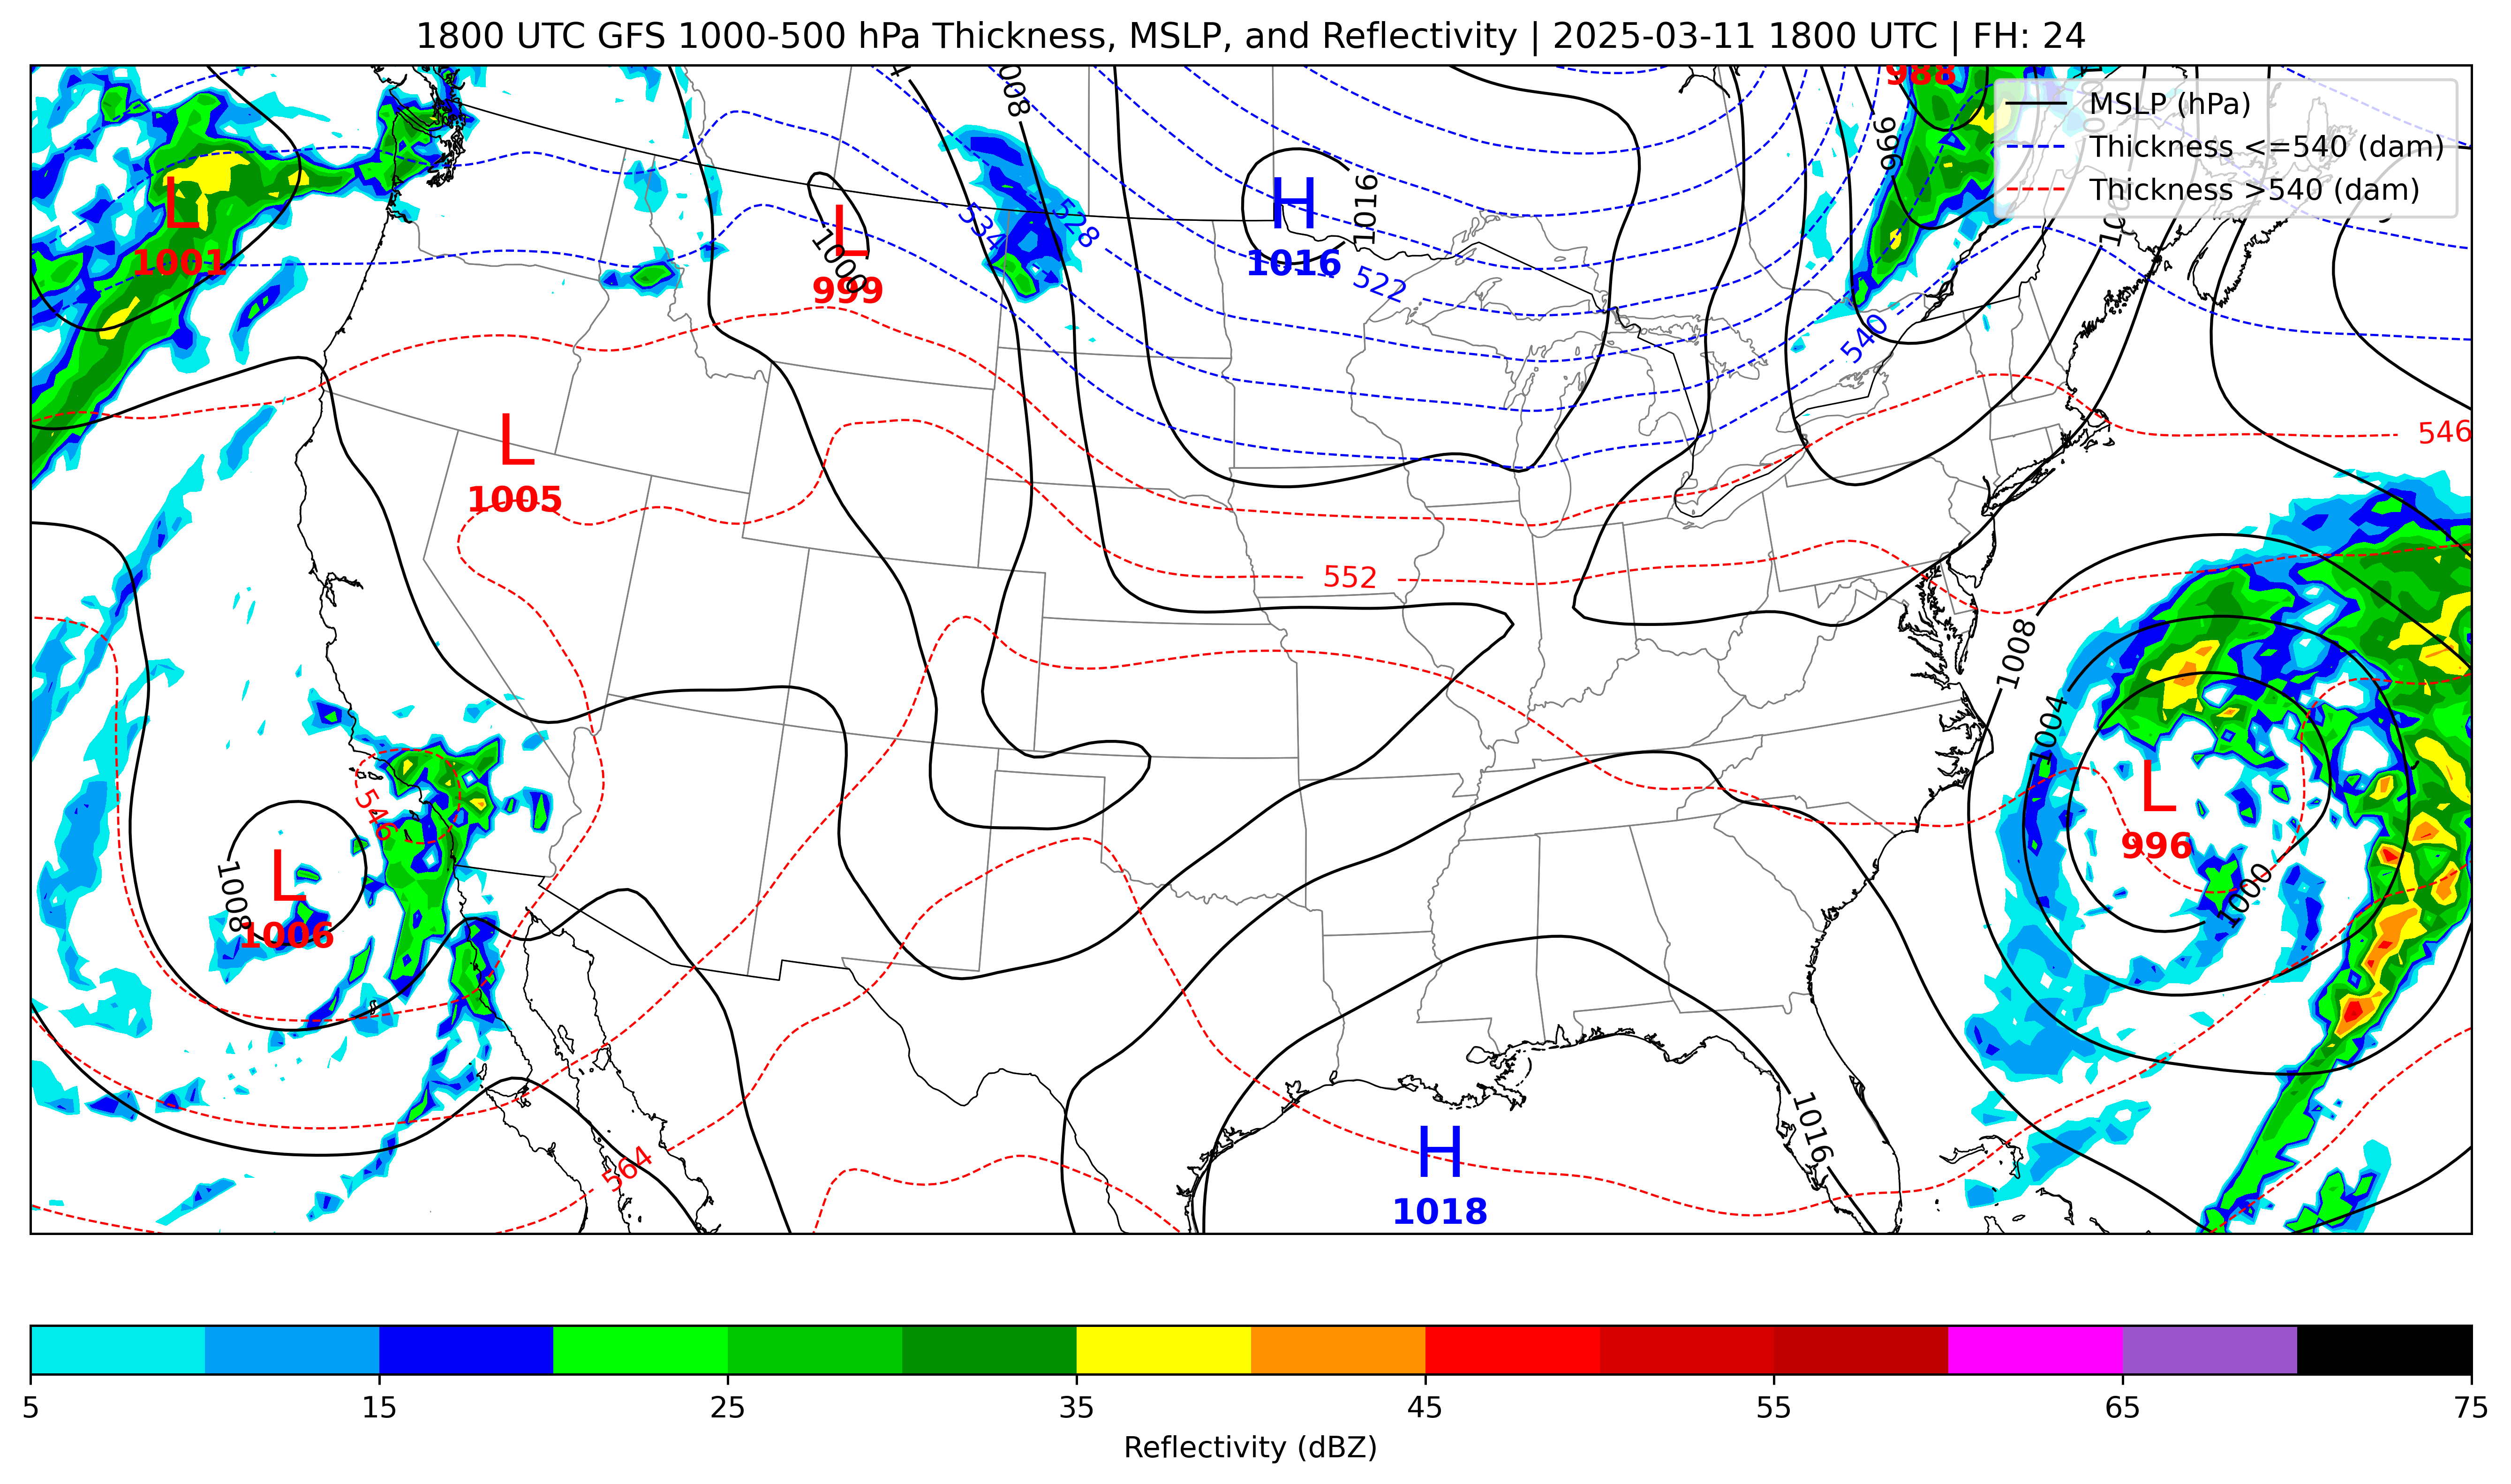 1800 UTC GFS 1000-500 hPa Thickness, MSLP, and Reflectivity | 2025-03-11 1800 UTC | FH: 24
MSLP (hPa)
Thickness <=540 (dam)
Thickness >540 (dam)
988
996
1008
L
1001
L
999
1000
534
528
H
1016
1016
522
540
546
L
1005
552
1008
1004
L
996
1000
546
L
1006
1008
564
H
1018
1016
5
15
25
35
45
55
65
75
Reflectivity (dBZ)